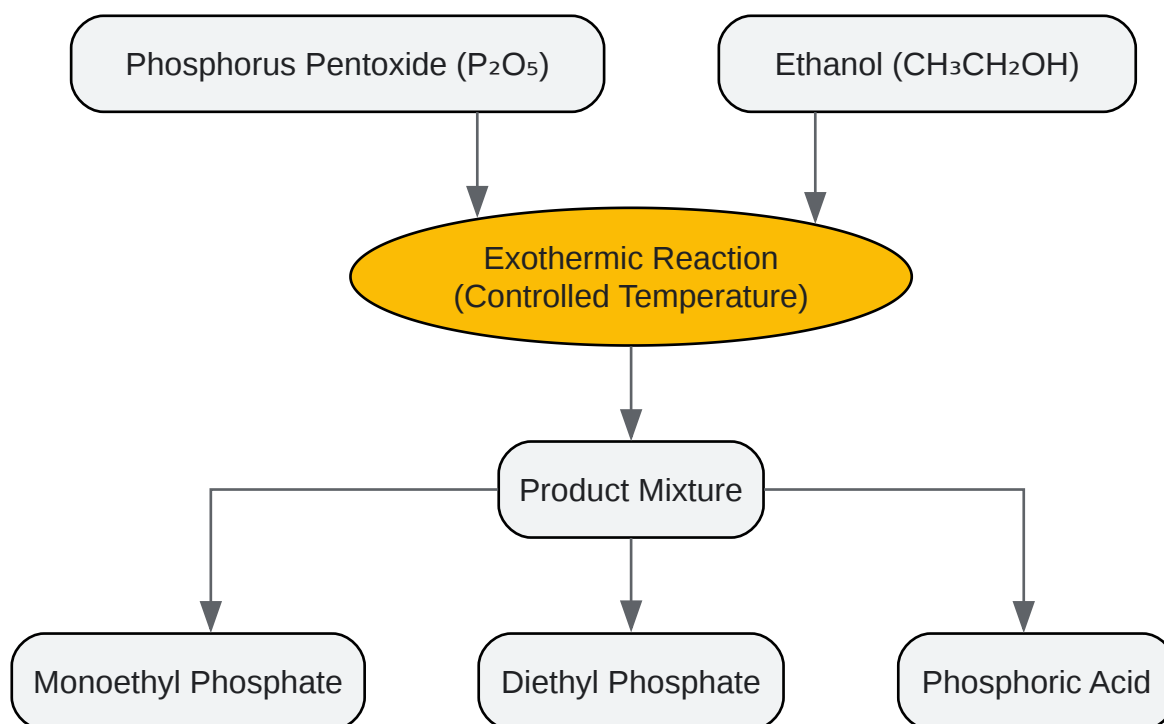 Phosphorus Pentoxide (P₂O₅)
Ethanol (CH₃CH₂OH)
Exothermic Reaction
(Controlled Temperature)
Product Mixture
Monoethyl Phosphate
Diethyl Phosphate
Phosphoric Acid